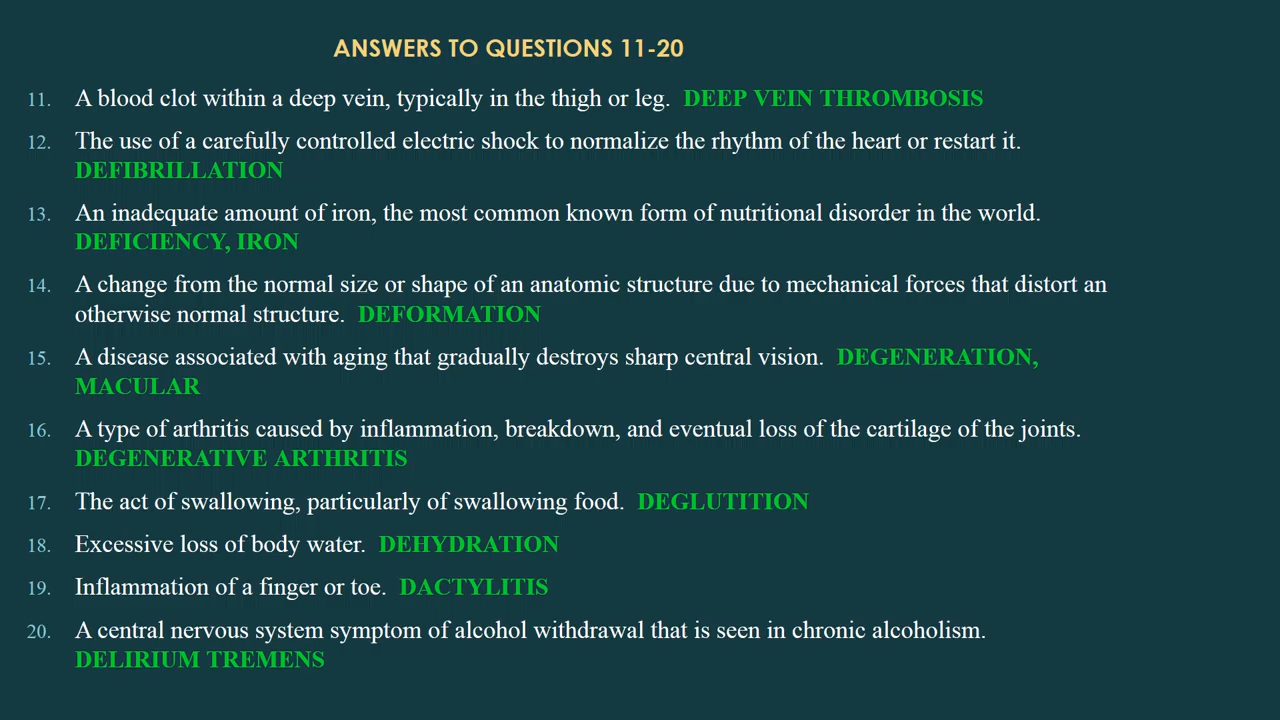 ANSWERS TO QUESTIONS 11-20
11. A blood clot within a deep vein, typically in the thigh or leg. DEEP VEIN THROMBOSIS
12. The use of a carefully controlled electric shock to normalize the rhythm of the heart or restart it.
DEFIBRILLATION
13. An inadequate amount of iron, the most common known form of nutritional disorder in the world.
DEFICIENCY, IRON
14. A change from the normal size or shape of an anatomic structure due to mechanical forces that distort an
otherwise normal structure. DEFORMATION
15. A disease associated with aging that gradually destroys sharp central vision. DEGENERATION,
MACULAR
16. A type of arthritis caused by inflammation, breakdown, and eventual loss of the cartilage of the joints.
DEGENERATIVE ARTHRITIS
17. The act of swallowing, particularly of swallowing food. DEGLUTITION
18. Excessive loss of body water. DEHYDRATION
19. Inflammation of a finger or toe. DACTYLITIS
20. A central nervous system symptom of alcohol withdrawal that is seen in chronic alcoholism.
DELIRIUM TREMENS